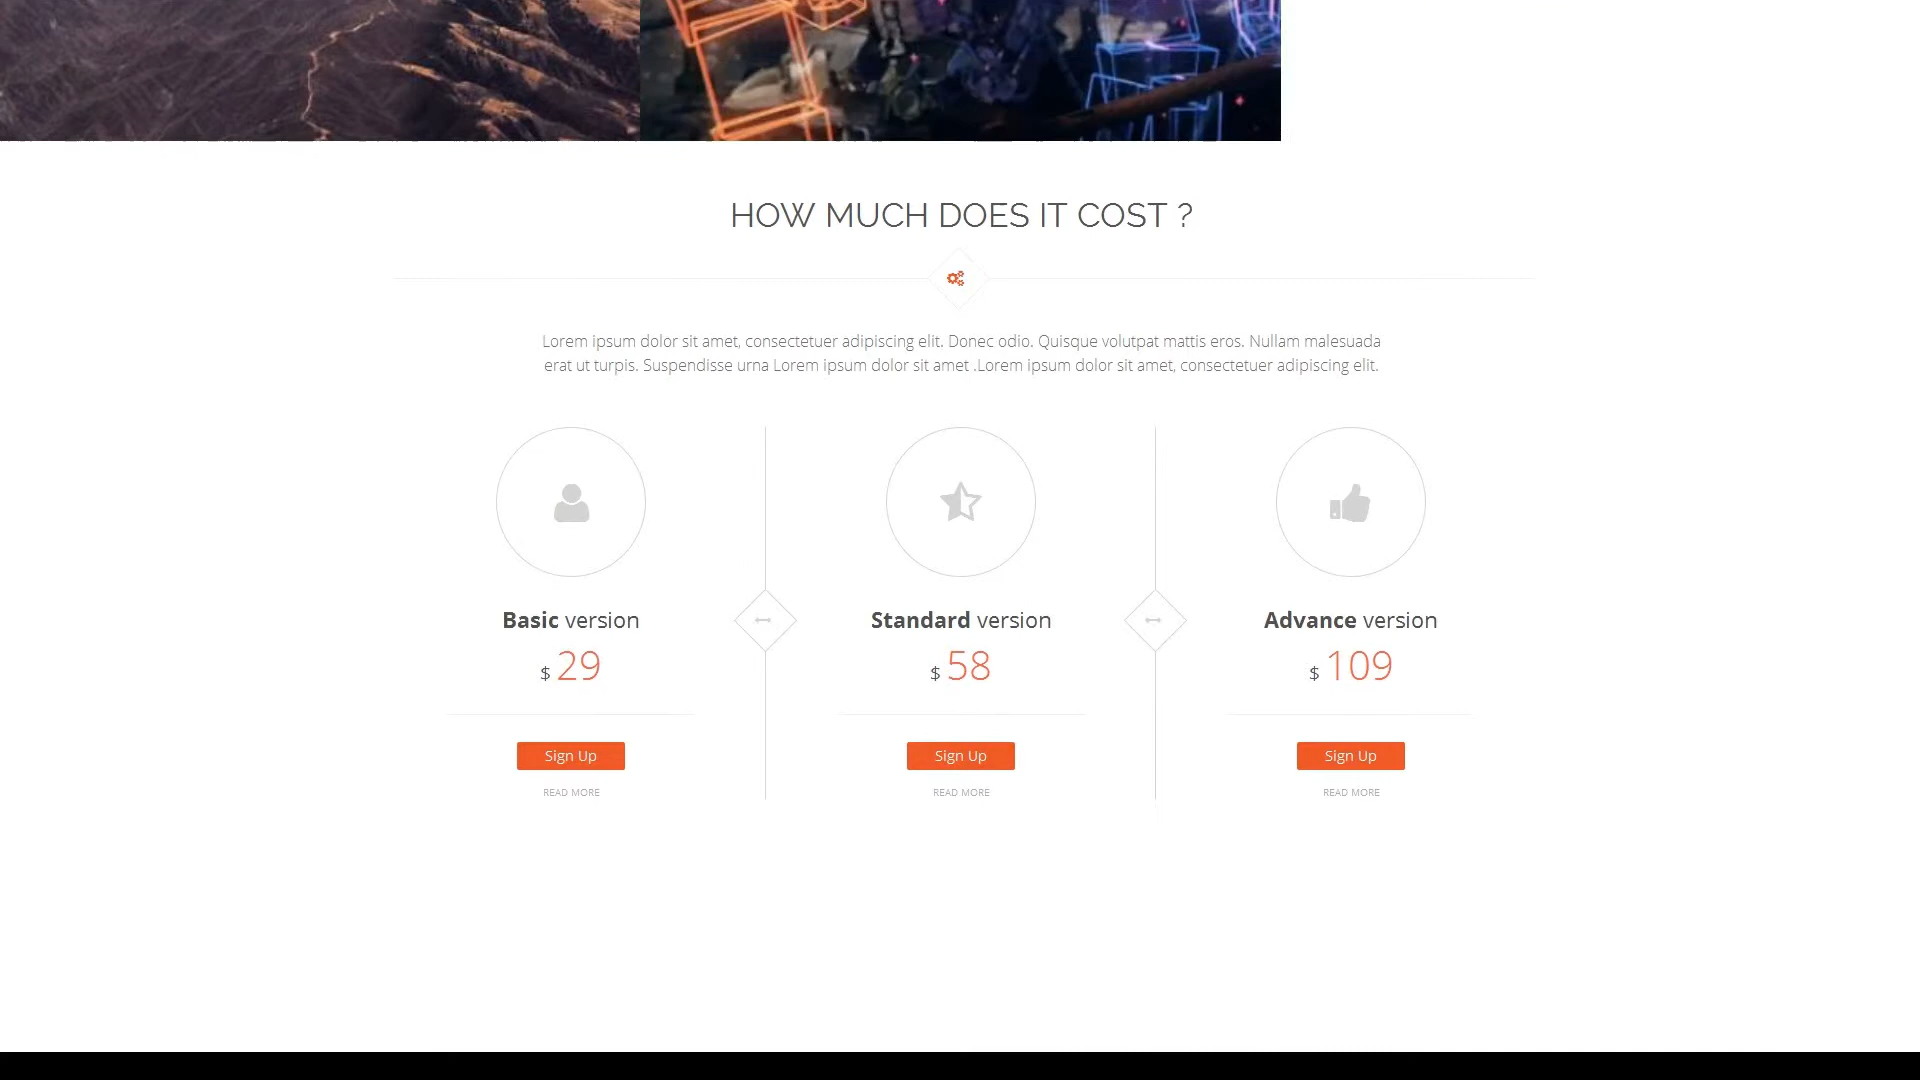 HOW MUCH DOES IT COST ?
Lorem ipsum dolor sit amet, consectetuer adipiscing elit. Donec odio. Quisque volutpat mattis eros. Nullam malesuada
erat ut turpis. Suspendisse urna Lorem ipsum dolor sit amet .Lorem ipsum dolor sit amet, consectetuer adipiscing elit.
Basic version
$ 29
Sign Up
READ MORE
Standard version
$ 58
Sign Up
READ MORE
Advance version
$ 109
Sign Up
READ MORE